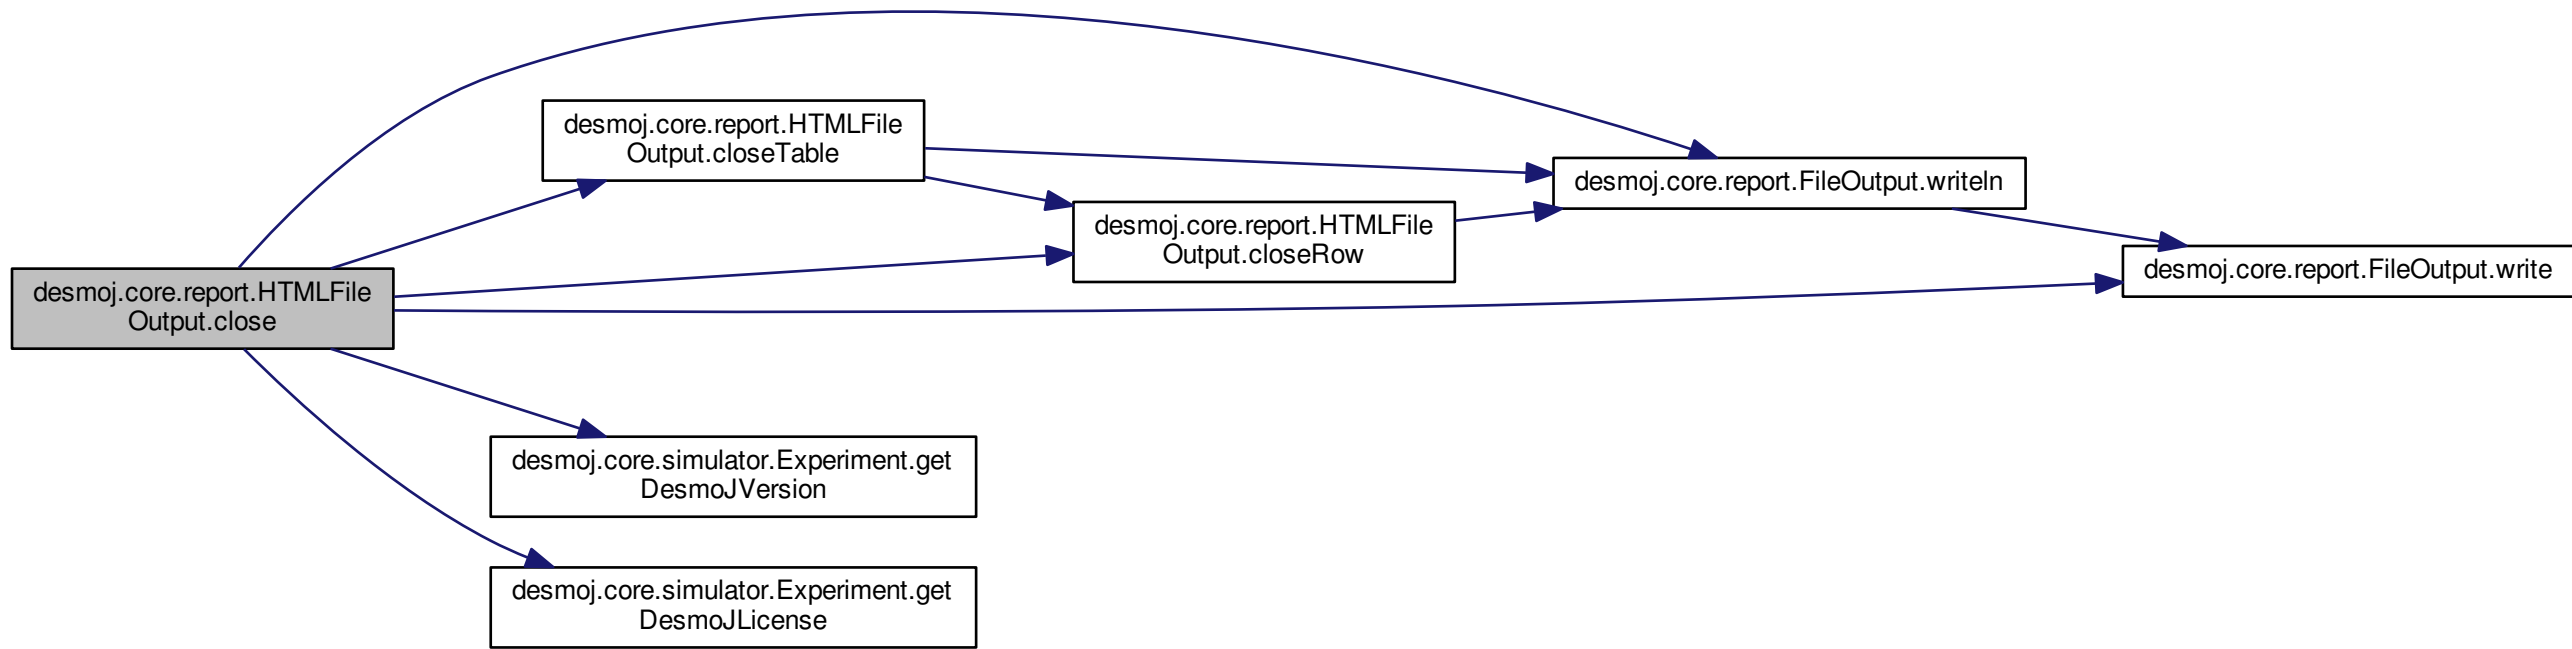 desmoj.core.report.HTMLFile
Output.close
desmoj.core.report.HTMLFile
Output.closeTable
desmoj.core.report.HTMLFile
Output.closeRow
desmoj.core.report.FileOutput.writeln
desmoj.core.report.FileOutput.write
desmoj.core.simulator.Experiment.get
DesmoJVersion
desmoj.core.simulator.Experiment.get
DesmoJLicense